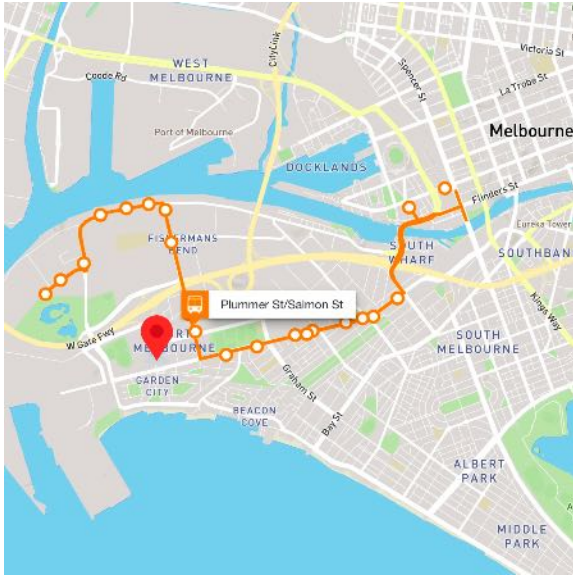 Victoria St
CityLink
WEST
MELBOURNE
Coode Rd
Spencer St
La Trobe St
Port of Melbourne
Melbourne
DOCKLANDS
Flinders St
Eureka Tower
FISHERMANS
BEND
SOUTH
WHARF
SOUTHBANK
Plummer St/Salmon St
Kings Way
W Gate Fwy
MELBOURNE
SOUTH
MELBOURNE
GARDEN
CITY
Graham St
BEACON
COVE
Bay St
ALBERT
PARK
MIDDLE
PARK